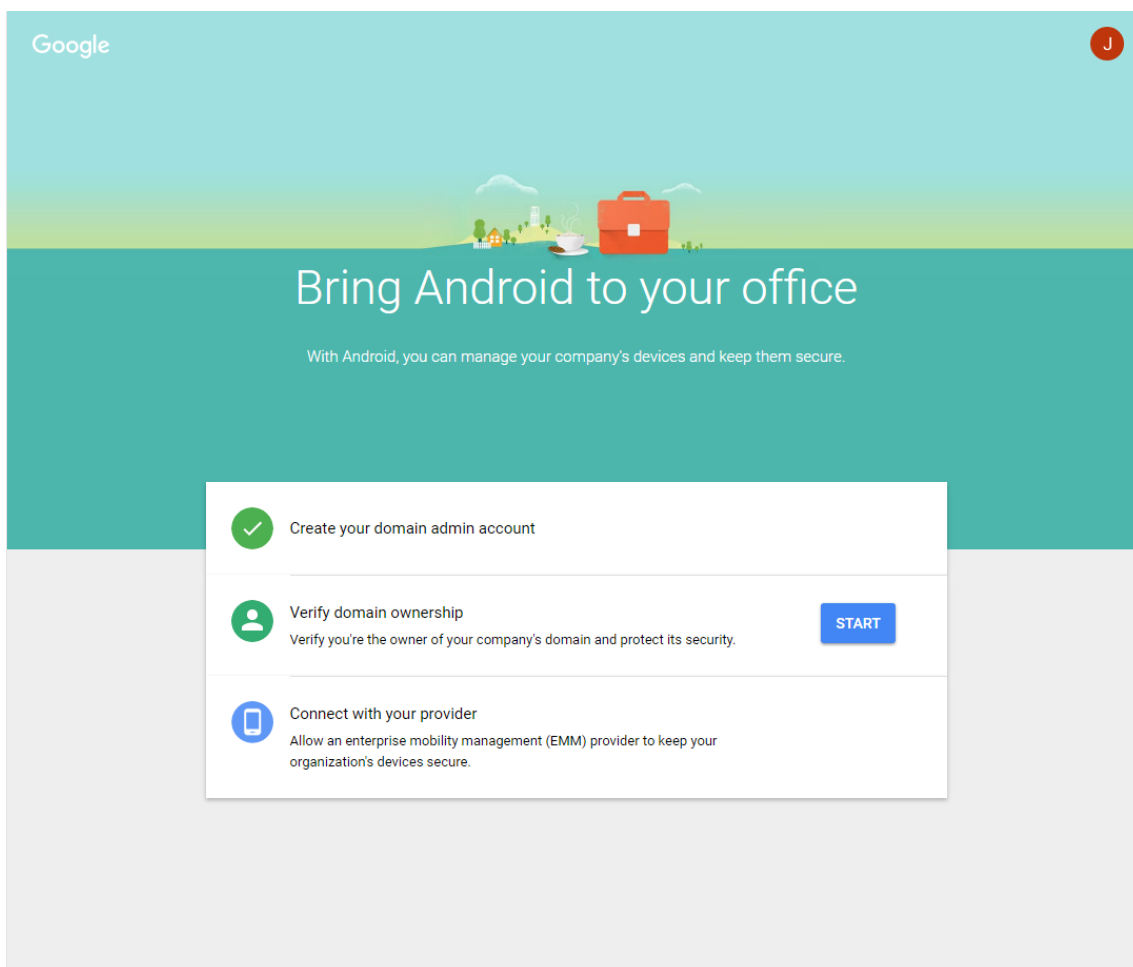 Google
J
Bring Android to your office
With Android, you can manage your company's devices and keep them secure.
Create your domain admin account
Verify domain ownership
Verify you're the owner of your company's domain and protect its security.
START
Connect with your provider
Allow an enterprise mobility management (EMM) provider to keep your
organization's devices secure.